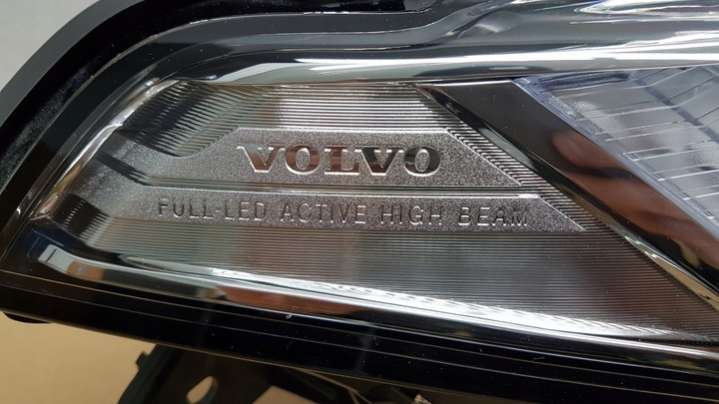 VOLVO
FULL-LED ACTIVE HIGH BEAM